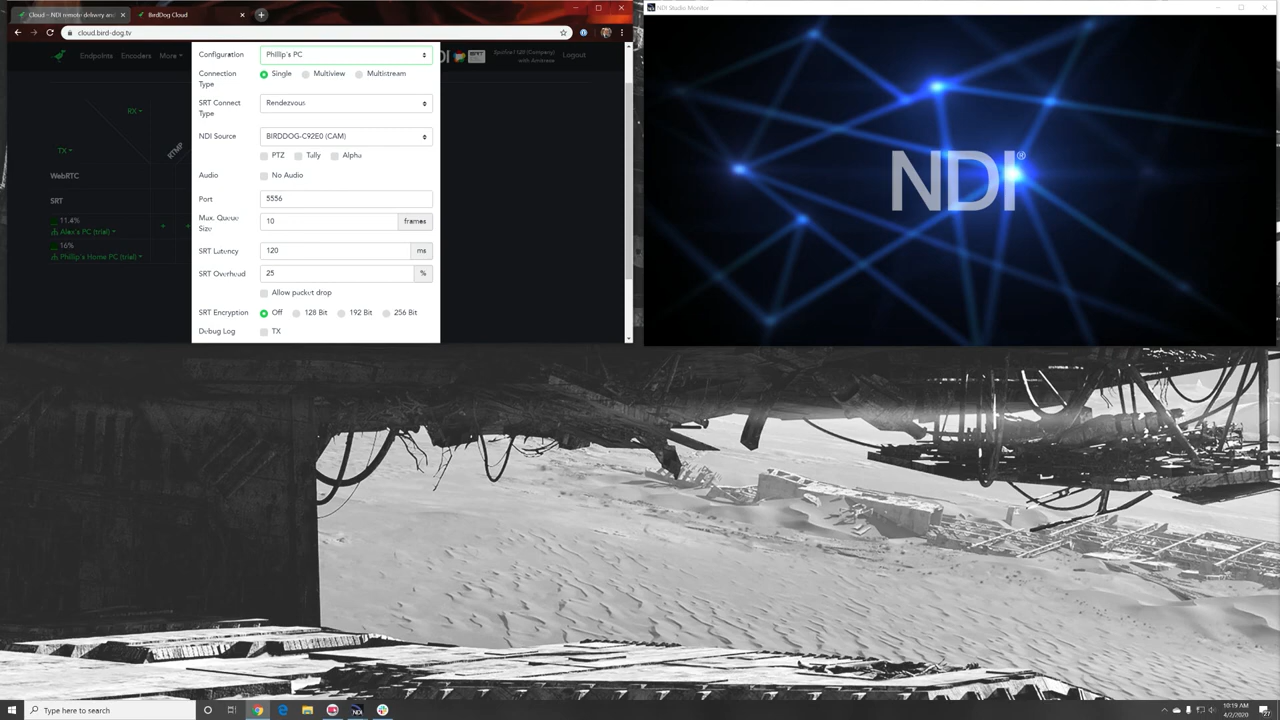 Cloud – NDI remote delivery an
BirdDog Cloud
NDI Studio Monitor
cloud.bird-dog.tv
Endpoints
Encoders
More
Logout
Configuration
Phillip's PC
Connection Type
Single
Multiview
Multistream
SRT Connect Type
Rendezvous
NDI Source
BIRDDOG-C92E0 (CAM)
PTZ
Tally
Alpha
Audio
No Audio
Port
5556
Max. Queue Size
10
frames
SRT Latency
120
ms
SRT Overhead
25
%
Allow packet drop
SRT Encryption
Off
128 Bit
192 Bit
256 Bit
Debug Log
TX
RX
TX
RTMP
WebRTC
SRT
11.4%
Alex's PC (trial)
16%
Phillip's Home PC (trial)
NDI®
Type here to search
10:19 AM
4/2/2020